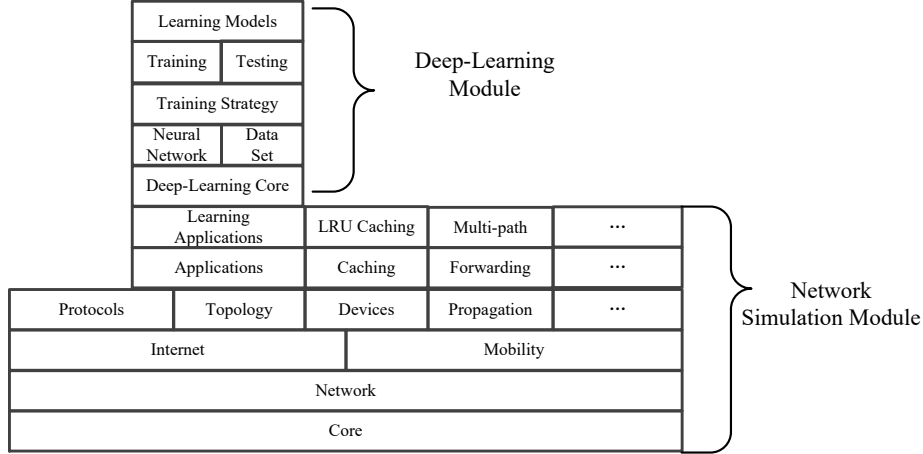 Learning Models
Training
Testing
Training Strategy
Neural
Network
Data
Set
Deep-Learning Core
Deep-Learning
Module
Learning
Applications
LRU Caching
Multi-path
...
Applications
Caching
Forwarding
...
Protocols
Topology
Devices
Propagation
...
Internet
Mobility
Network
Core
Network
Simulation Module